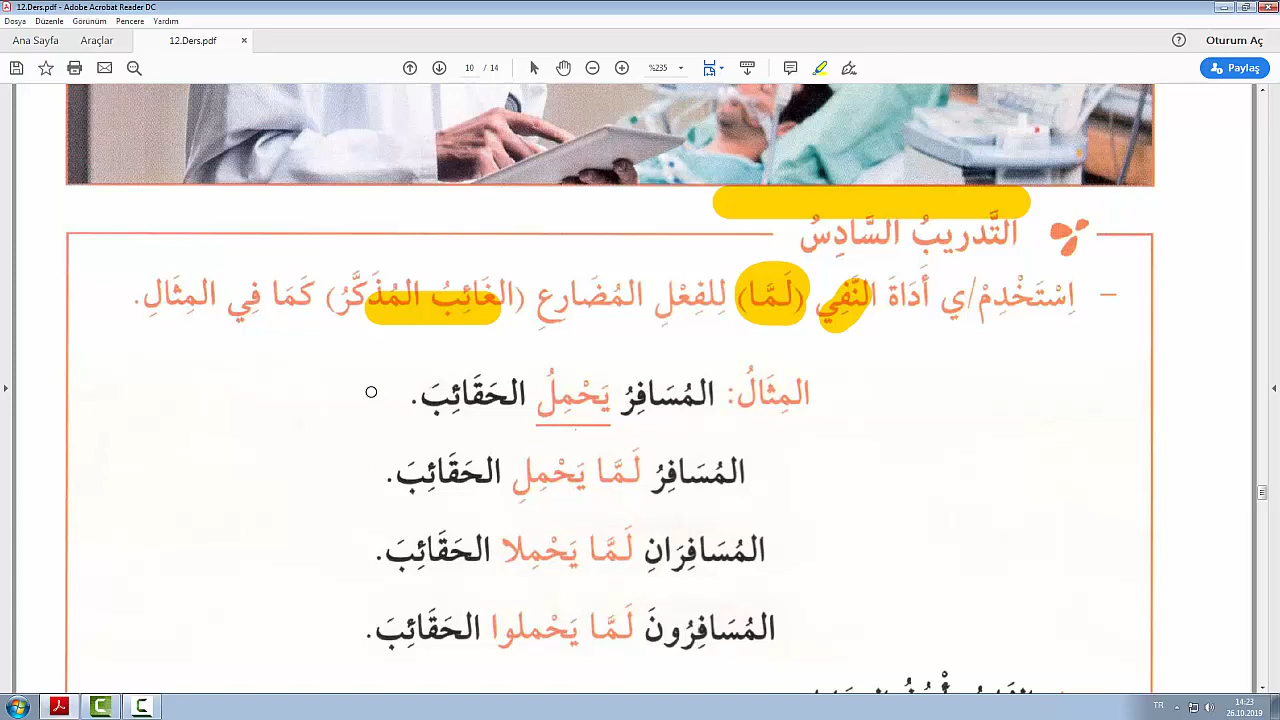 12.Ders.pdf - Adobe Acrobat Reader DC
Dosya Düzenle Görünüm Pencere Yardım
Ana Sayfa Araçlar 12.Ders.pdf × Oturum Aç
10 / 14 %235 Paylaş
التَّدريبُ السَّادِسُ
– اِسْتَخْدِمْ/ي أَدَاةَ النَّفِي (لَمَّا) لِلفِعْلِ المُضَارِعِ (الغَائِبُ المُذَكَّرُ) كَمَا فِي المِثَالِ.
المِثَالُ: المُسَافِرُ يَحْمِلُ الحَقَائِبَ.
المُسَافِرُ لَمَّا يَحْمِلِ الحَقَائِبَ.
المُسَافِرَانِ لَمَّا يَحْمِلا الحَقَائِبَ.
المُسَافِرُونَ لَمَّا يَحْملوا الحَقَائِبَ.
TR 14:23
26.10.2019